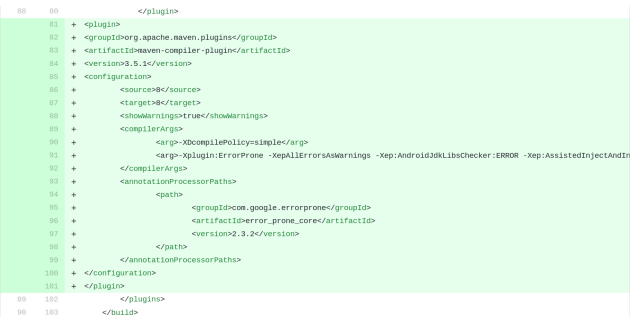 88 80 </plugin>
81 + <plugin>
82 + <groupId>org.apache.maven.plugins</groupId>
83 + <artifactId>maven-compiler-plugin</artifactId>
84 + <version>3.5.1</version>
85 + <configuration>
86 + <source>8</source>
87 + <target>8</target>
88 + <showWarnings>true</showWarnings>
89 + <compilerArgs>
90 + <arg>-XDcompilePolicy=simple</arg>
91 + <arg>-Xplugin:ErrorProne -XepAllErrorsAsWarnings -Xep:AndroidJdkLibsChecker:ERROR -Xep:AssistedInjectAndIn
92 + </compilerArgs>
93 + <annotationProcessorPaths>
94 + <path>
95 + <groupId>com.google.errorprone</groupId>
96 + <artifactId>error_prone_core</artifactId>
97 + <version>2.3.2</version>
98 + </path>
99 + </annotationProcessorPaths>
100 + </configuration>
101 + </plugin>
89 102 </plugins>
90 103 </build>